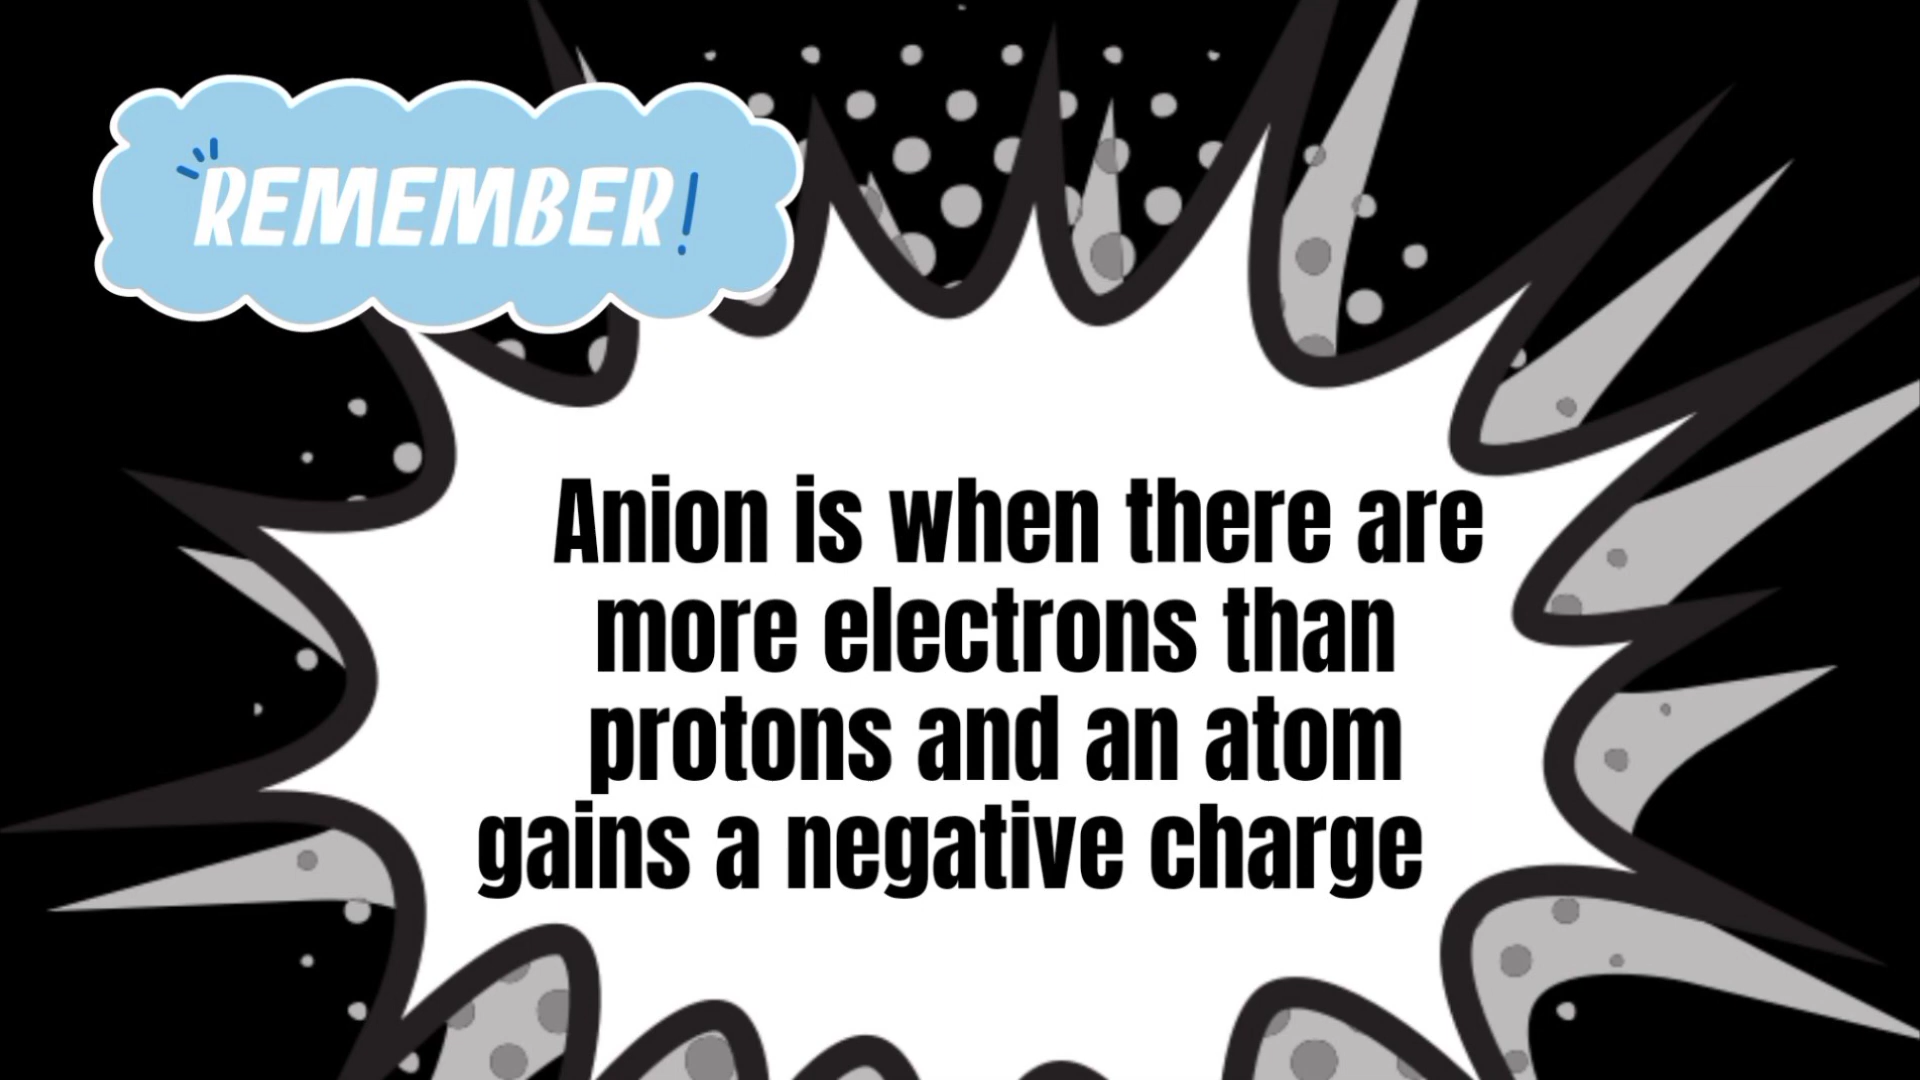 REMEMBER!
Anion is when there are
more electrons than
protons and an atom
gains a negative charge